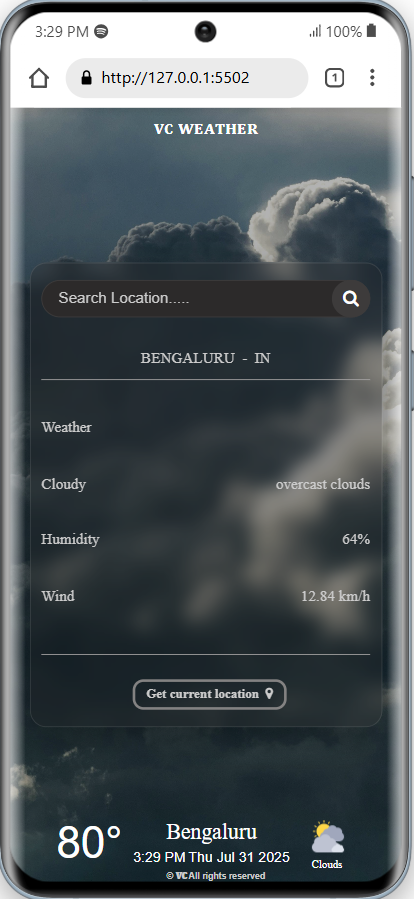 3:29 PM 100%
http://127.0.0.1:5502 1
VC WEATHER
Search Location.....
BENGALURU - IN
Weather
Cloudy overcast clouds
Humidity 64%
Wind 12.84 km/h
Get current location
80° Bengaluru
3:29 PM Thu Jul 31 2025
Clouds
© VC All rights reserved